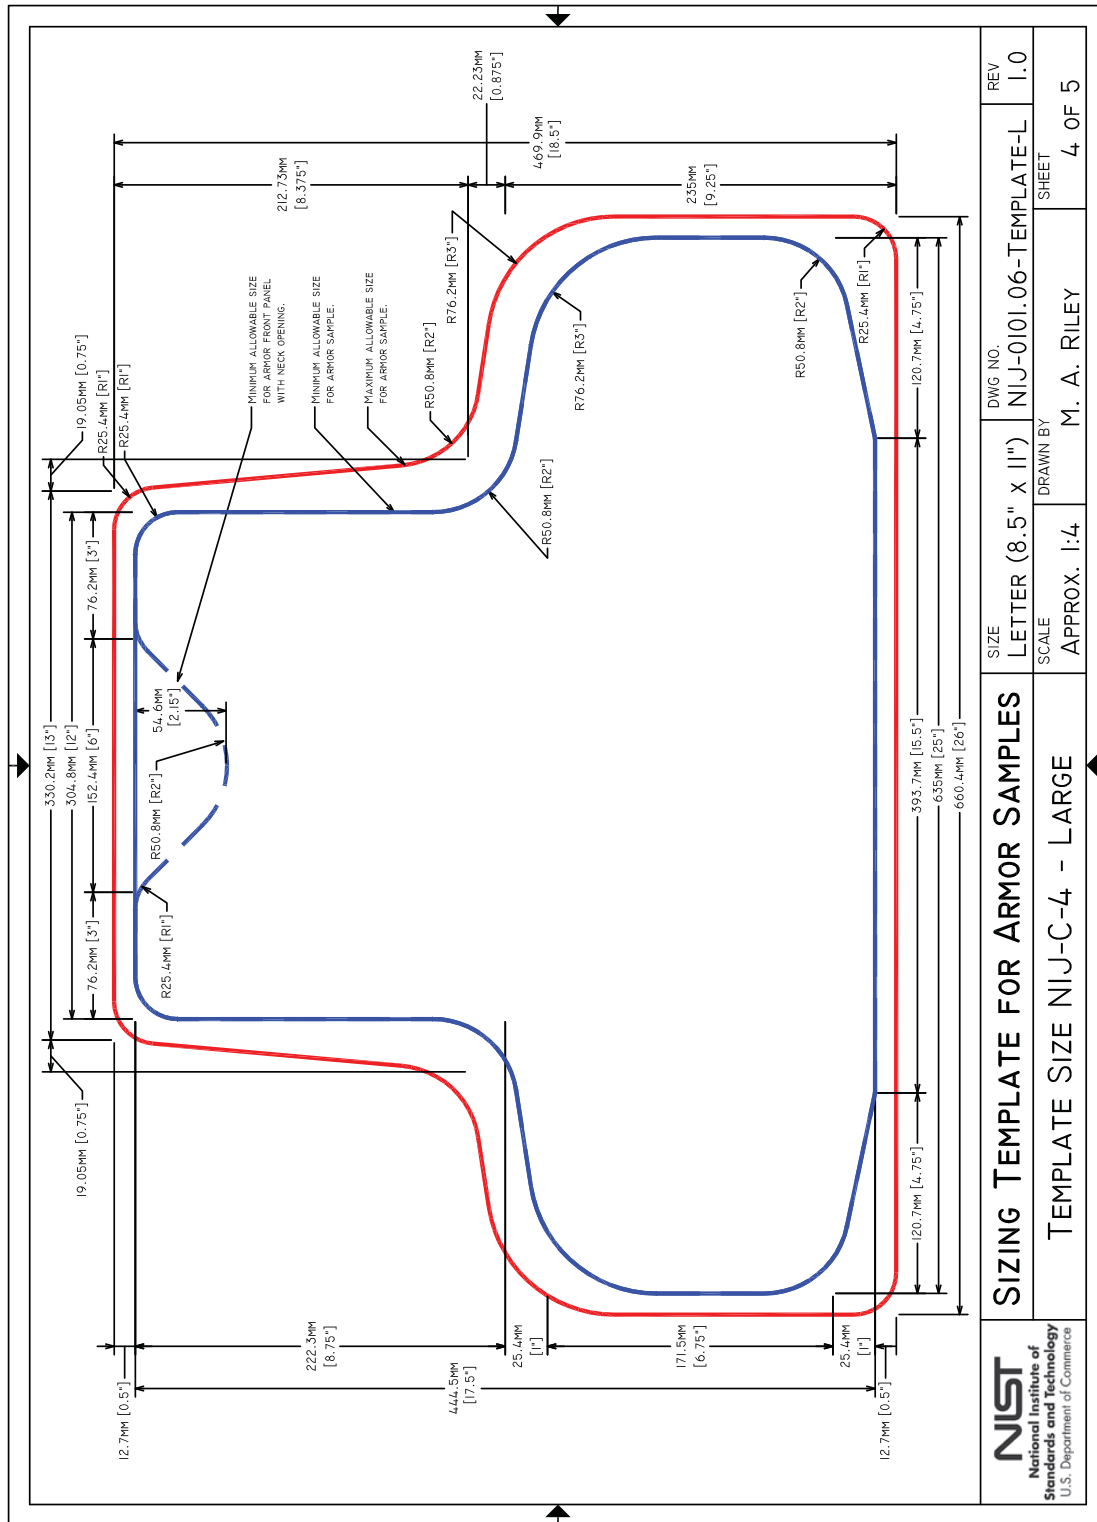 19.05MM [0.75"]
330.2MM [13"]
19.05MM [0.75"]
304.8MM [12"]
76.2MM [3"]
152.4MM [6"]
76.2MM [3"]
R25.4MM [R1"]
R25.4MM [R1"]
R25.4MM [R1"]
R50.8MM [R2"]
54.6MM
[2.15"]
MINIMUM ALLOWABLE SIZE
FOR ARMOR FRONT PANEL
WITH NECK OPENING.
MINIMUM ALLOWABLE SIZE
FOR ARMOR SAMPLE.
MAXIMUM ALLOWABLE SIZE
FOR ARMOR SAMPLE.
R50.8MM [R2"]
R76.2MM [R3"]
R50.8MM [R2"]
R76.2MM [R3"]
R50.8MM [R2"]
R25.4MM [R1"]
12.7MM [0.5"]
222.3MM
[8.75"]
25.4MM
[1"]
171.5MM
[6.75"]
25.4MM
[1"]
444.5MM
[17.5"]
12.7MM [0.5"]
212.73MM
[8.375"]
22.23MM
[0.875"]
469.9MM
[18.5"]
235MM
[9.25"]
120.7MM [4.75"]
393.7MM [15.5"]
120.7MM [4.75"]
635MM [25"]
660.4MM [26"]
NIST
National Institute of
Standards and Technology
U.S. Department of Commerce
SIZING TEMPLATE FOR ARMOR SAMPLES
TEMPLATE SIZE NIJ-C-4 - LARGE
SIZE
LETTER (8.5" X 11")
DWG NO.
NIJ-0101.06-TEMPLATE-L
REV
1.0
SCALE
APPROX. 1:4
DRAWN BY
M. A. RILEY
SHEET
4 OF 5